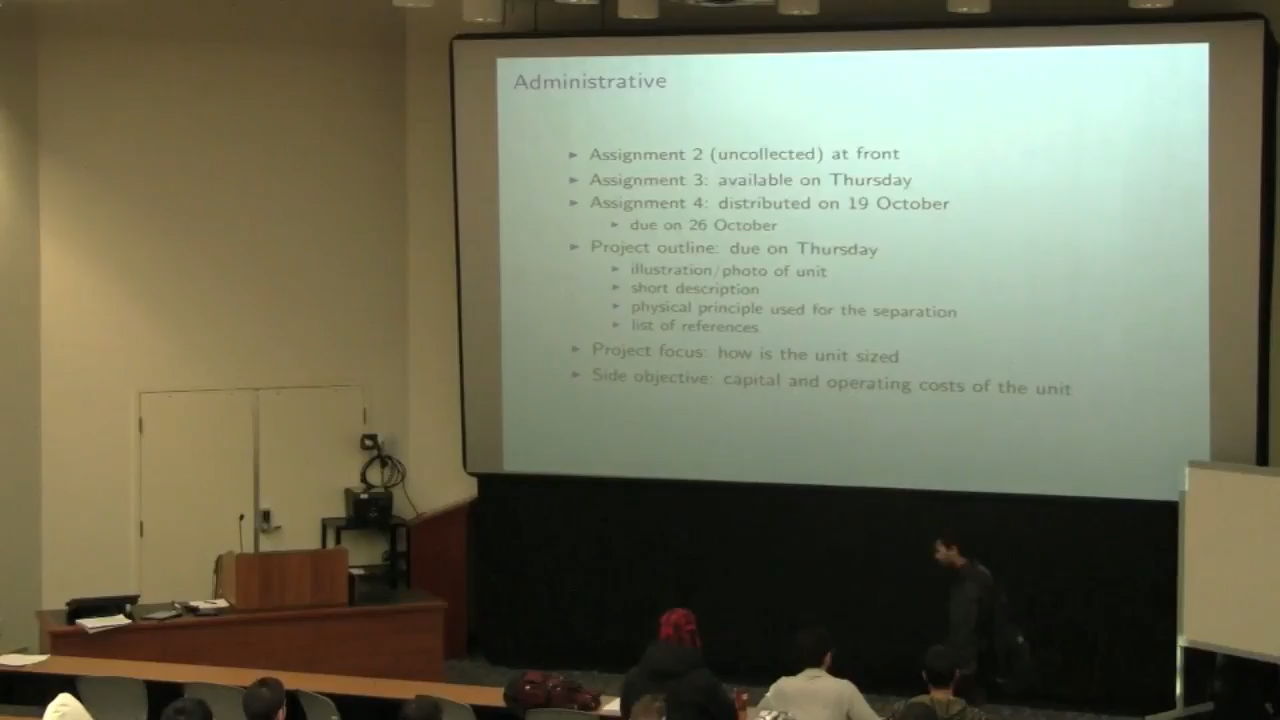 Administrative
► Assignment 2 (uncollected) at front
► Assignment 3: available on Thursday
► Assignment 4: distributed on 19 October
► due on 26 October
► Project outline: due on Thursday
► illustration/photo of unit
► short description
► physical principle used for the separation
► list of references
► Project focus: how is the unit sized
► Side objective: capital and operating costs of the unit